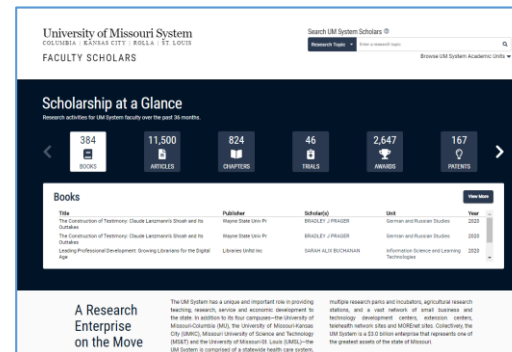 University of Missouri System
COLUMBIA | KANSAS CITY | ROLLA | ST. LOUIS
FACULTY SCHOLARS
Search UM System Scholars
Research Topic
Enter a research topic
Browse UM System Academic Units
Scholarship at a Glance
Research activities for UM System faculty over the past 36 months.
384 11,500 824 46 2,647 167
BOOKS ARTICLES CHAPTERS TRIALS AWARDS PATENTS
Books
View More
Title Publisher Scholar(s) Unit Year
The Construction of Testimony: Claude Lanzmann's Shoah and its Outtakes Wayne State Univ Pr BRADLEY J PRAGER German and Russian Studies 2020
The Construction of Testimony: Claude Lanzmann's Shoah and its Outtakes Wayne State Univ Pr BRADLEY J PRAGER German and Russian Studies 2020
Leading Professional Development: Growing Librarians for the Digital Age Libraries Unltd Inc SARAH ALIX BUCHANAN Information Science and Learning Technologies 2020
A Research
Enterprise
on the Move
The UM System has a unique and important role in providing
teaching, research, service and economic development to
the state. In addition to its four campuses—the University of
Missouri-Columbia (MU), the University of Missouri-Kansas
City (UMKC), Missouri University of Science and Technology
(MS&T) and the University of Missouri-St. Louis (UMSL)—the
UM System is comprised of a statewide health care system,
multiple research parks and incubators, agricultural research
stations, and a vast network of small business and
technology development centers, extension centers,
telehealth network sites and MOREnet sites. Collectively, the
UM System is a $3.0 billion enterprise that represents one of
the greatest assets of the state of Missouri.